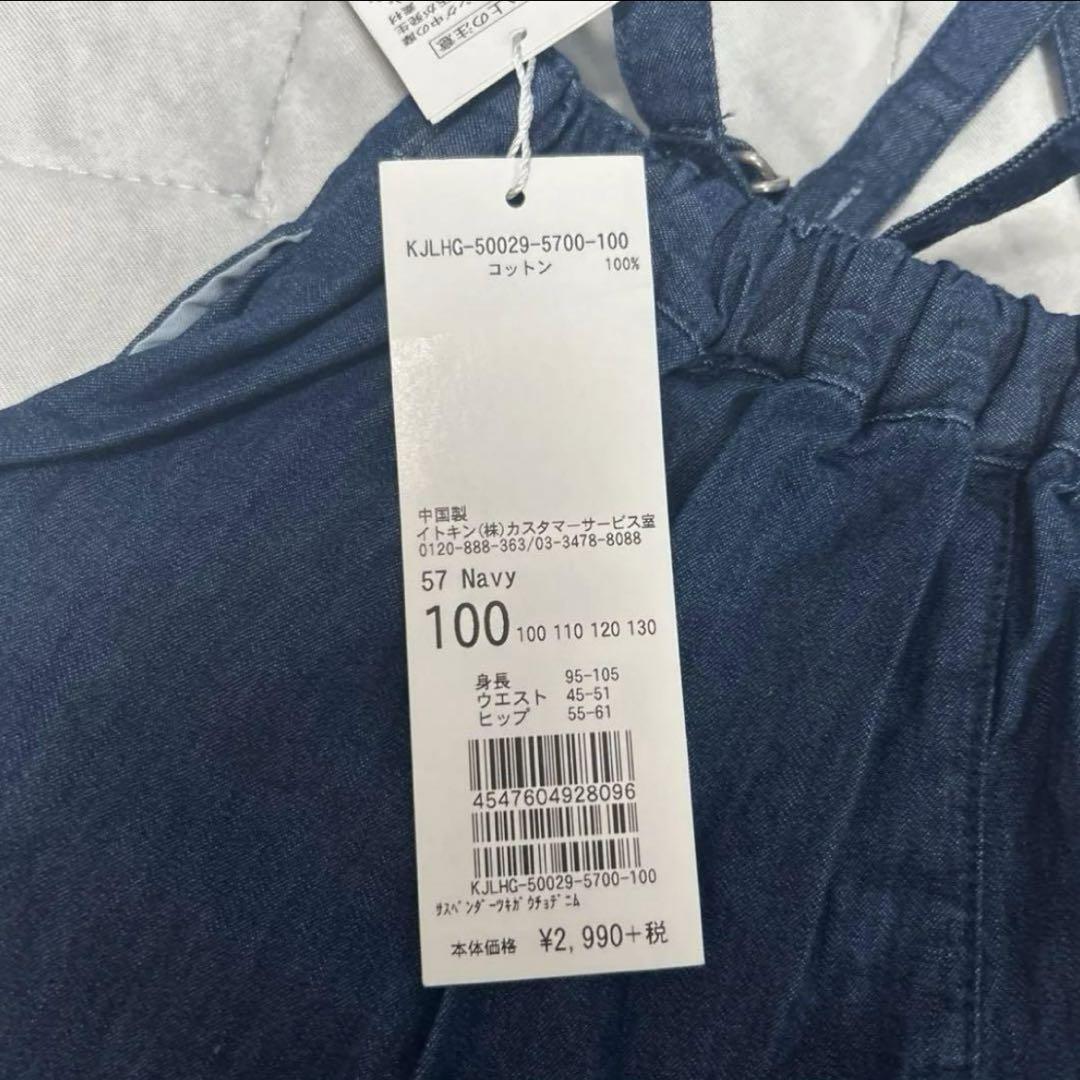 上の注意
KJLHG-50029-5700-100
コットン 100%
中国製
イトキン(株)カスタマーサービス室
0120-888-363/03-3478-8088
57 Navy
100 100 110 120 130
身長 95-105
ウエスト 45-51
ヒップ 55-61
4547604928096
KJLHG-50029-5700-100
ｻｽﾍﾟﾝﾀﾞｰﾂｷｶﾞｳﾁｮﾃﾞﾆﾑ
本体価格 ¥2,990+税